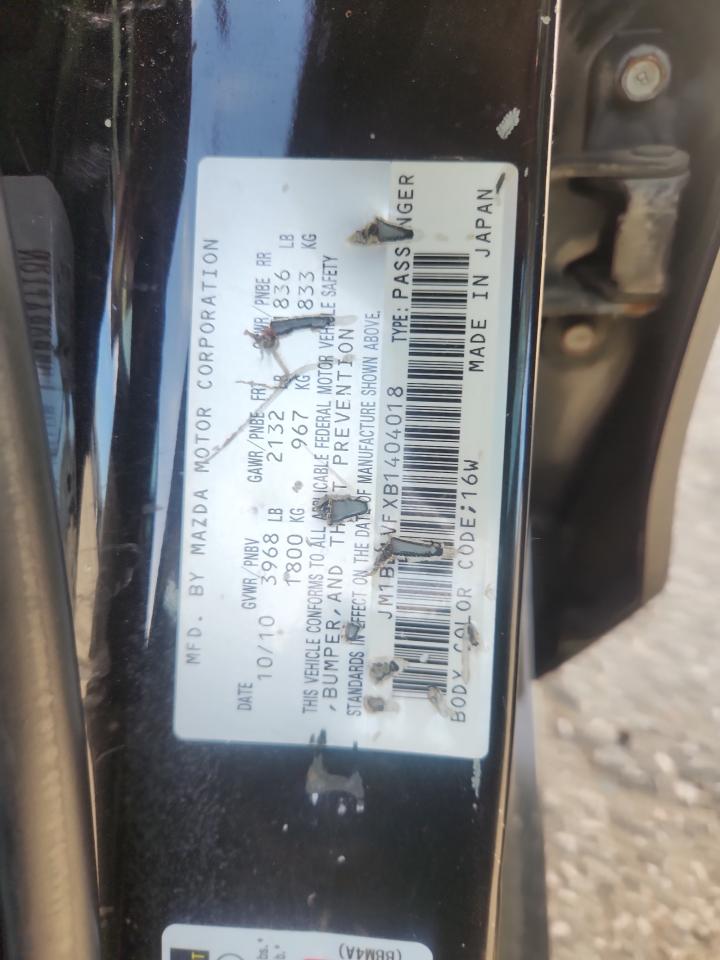 MFD. BY MAZDA MOTOR CORPORATION
DATE GVWR/PNBV GAWR/PNBE FRT GAWR/PNBE RR
10/10 3968 LB 2132 LB 1836 LB
1800 KG 967 KG 833 KG
THIS VEHICLE CONFORMS TO ALL APPLICABLE FEDERAL MOTOR VEHICLE SAFETY
,BUMPER,AND THEFT PREVENTION
STANDARDS IN EFFECT ON THE DATE OF MANUFACTURE SHOWN ABOVE.
TYPE: PASSENGER
BODY COLOR CODE;16W
MADE IN JAPAN
(BBM4A)